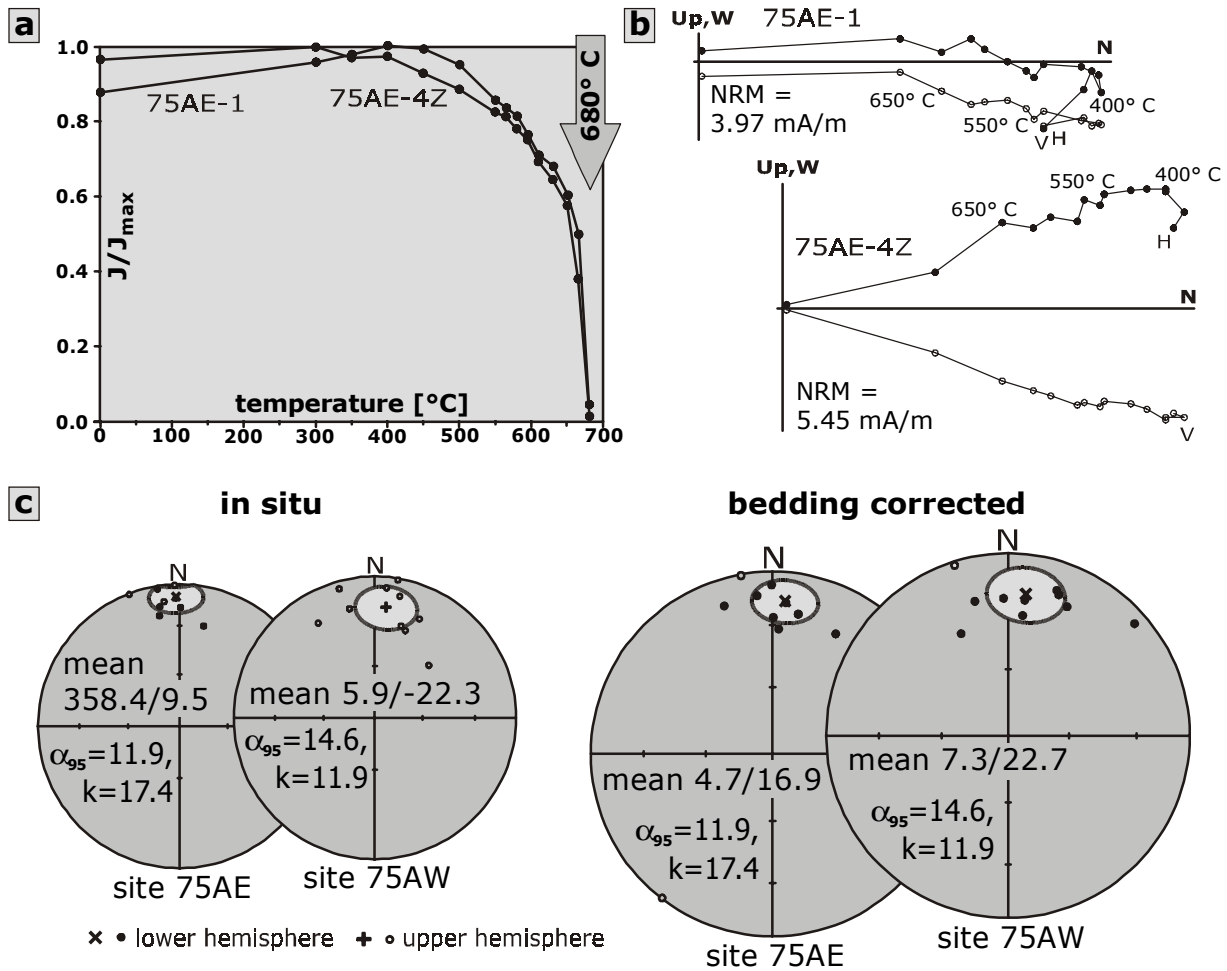 a
1.0
0.8
0.6
0.4
0.2
0.0
J/Jmax
75AE-1
75AE-4Z
680° C
temperature [°C]
0 100 200 300 400 500 600 700
b
Up,W
75AE-1
N
NRM =
3.97 mA/m
650° C
550° C
400° C
V
H
Up,W
75AE-4Z
650° C
550° C
400° C
H
N
NRM =
5.45 mA/m
V
c
in situ
N
mean
358.4/9.5
α95=11.9,
k=17.4
site 75AE
N
mean 5.9/-22.3
α95=14.6,
k=11.9
site 75AW
bedding corrected
N
mean 4.7/16.9
α95=11.9,
k=17.4
site 75AE
N
mean 7.3/22.7
α95=14.6,
k=11.9
site 75AW
lower hemisphere
upper hemisphere